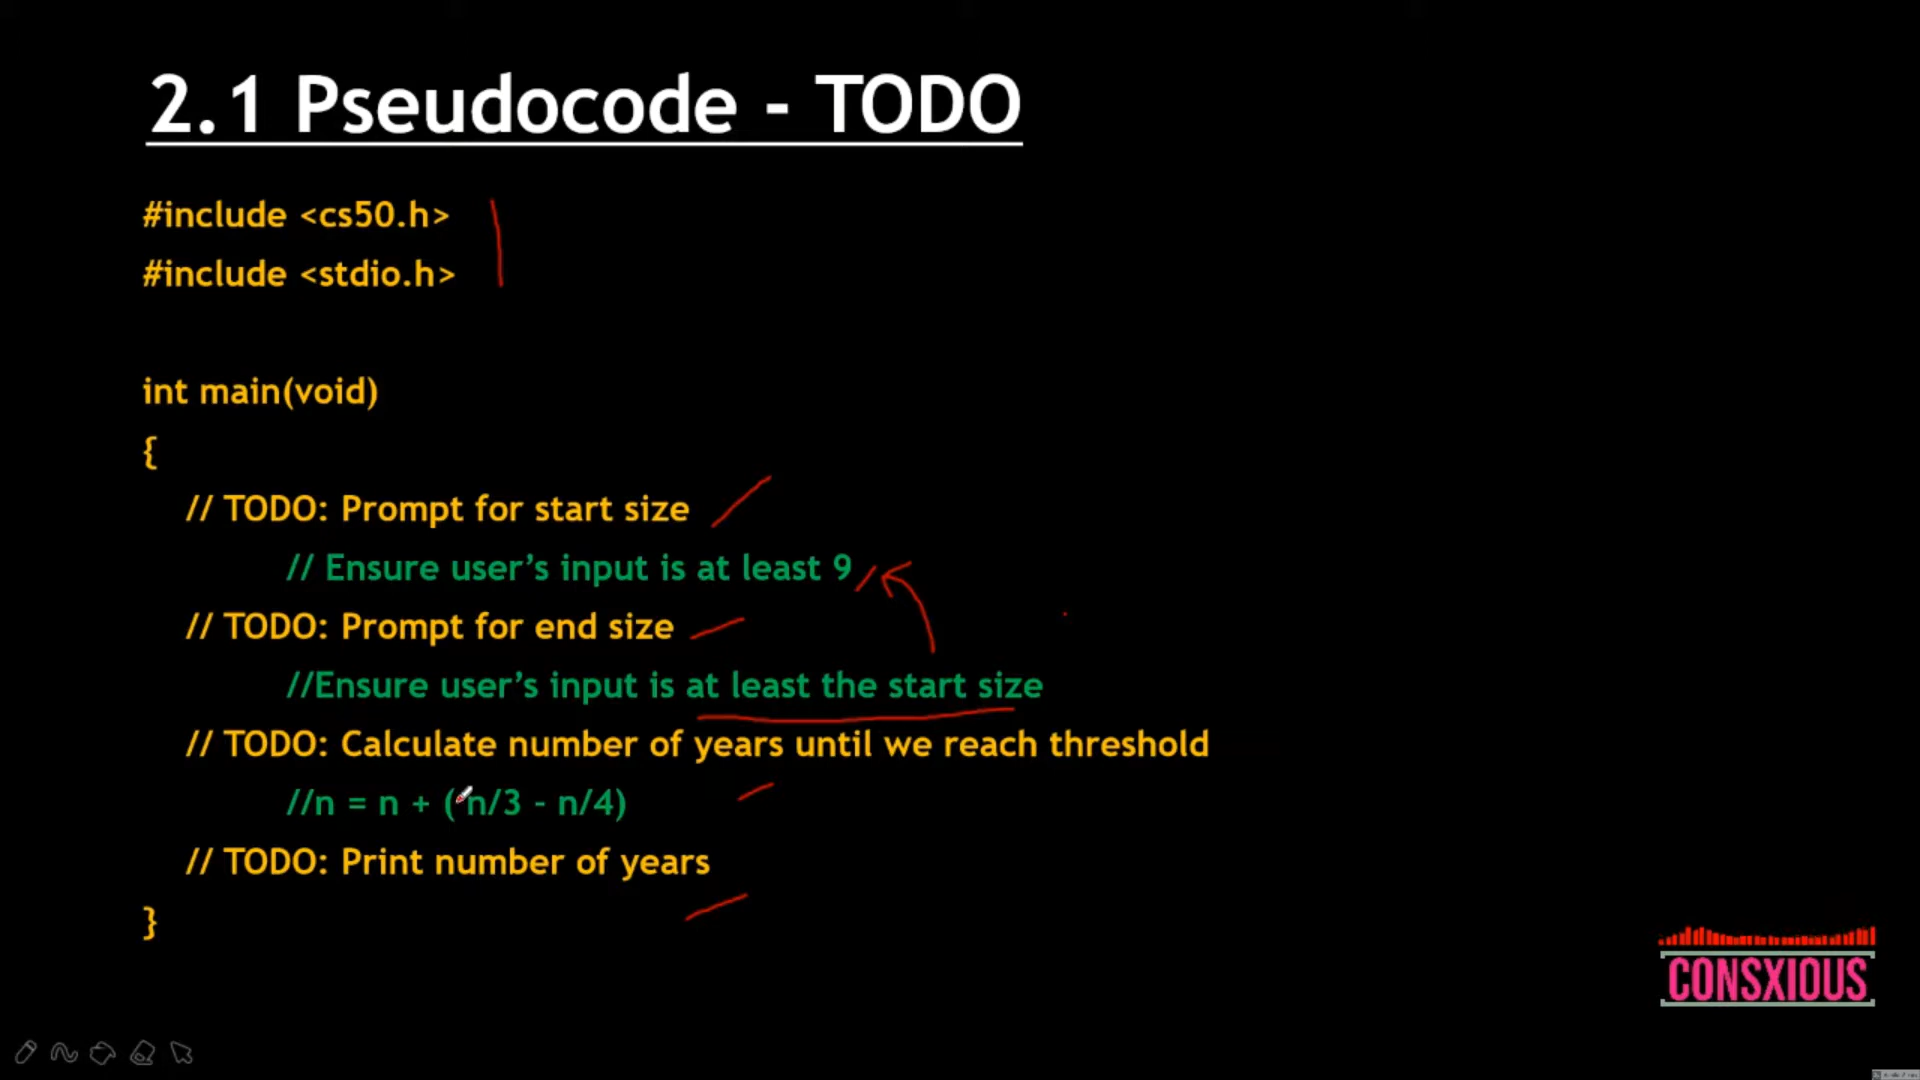 2.1 Pseudocode - TODO
#include <cs50.h>
#include <stdio.h>
int main(void)
{
// TODO: Prompt for start size
// Ensure user’s input is at least 9
// TODO: Prompt for end size
//Ensure user’s input is at least the start size
// TODO: Calculate number of years until we reach threshold
//n = n + (n/3 - n/4)
// TODO: Print number of years
}
CONSXIOUS